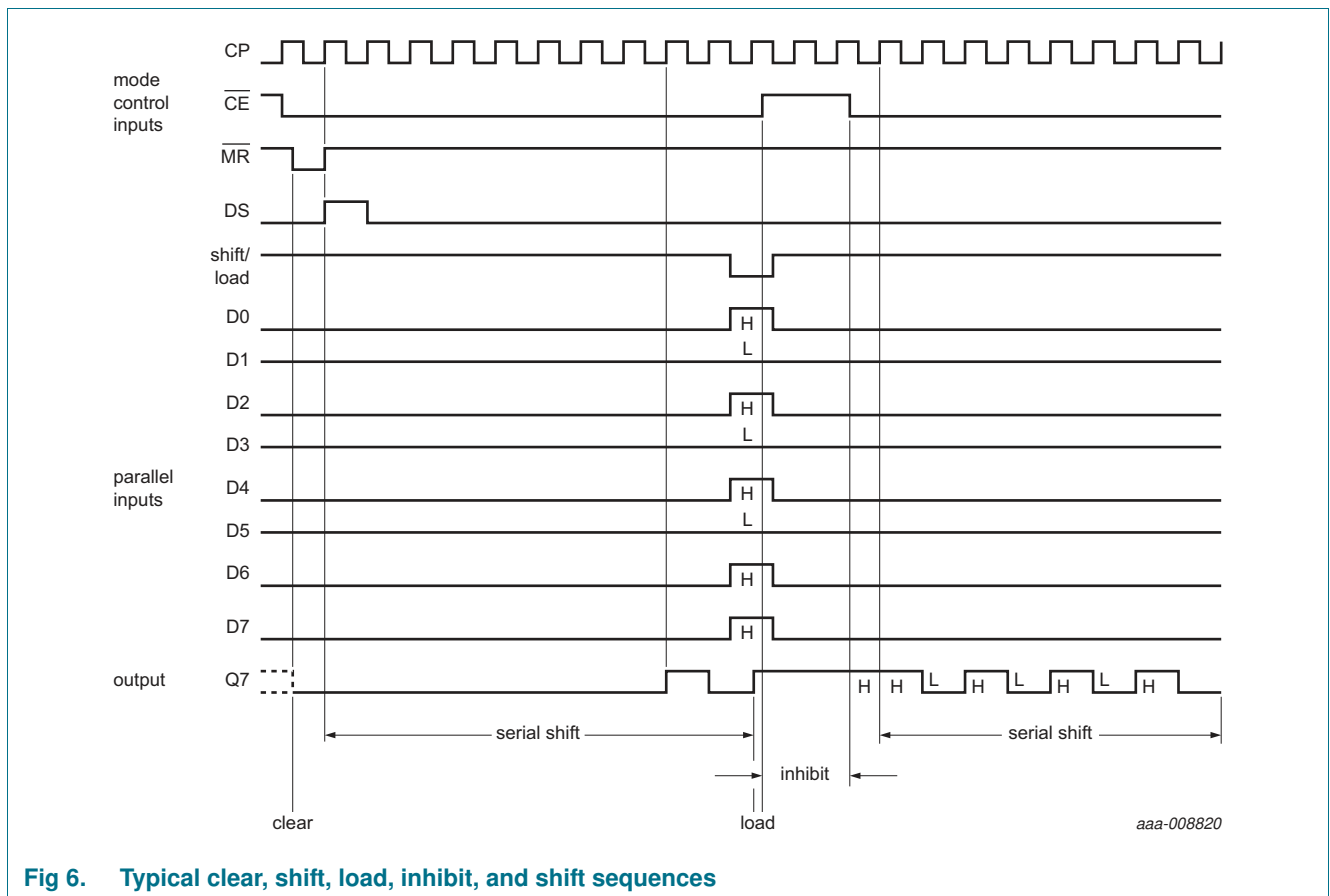 CP
mode
control
inputs
CE
MR
DS
shift/
load
D0
H
D1
L
D2
H
D3
L
parallel
inputs
D4
H
D5
L
D6
H
D7
H
output
Q7
H H L H L H L H
serial shift
serial shift
inhibit
clear
load
aaa-008820
Fig 6. Typical clear, shift, load, inhibit, and shift sequences